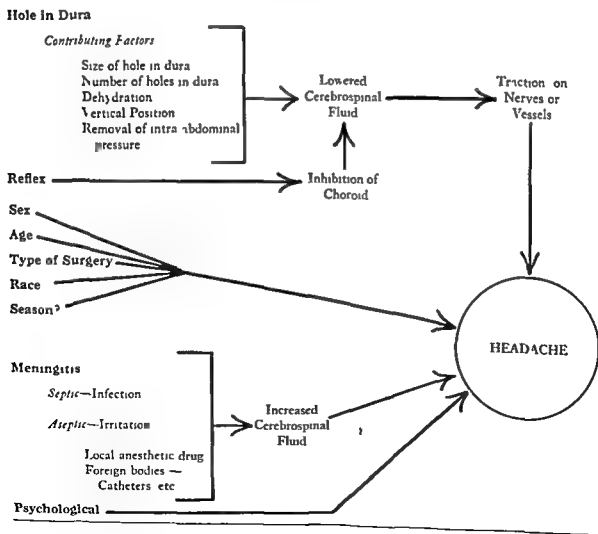 Hole in Dura
Contributing Factors
Size of hole in dura
Number of holes in dura
Dehydration
Vertical Position
Removal of intra abdominal
pressure
Lowered
Cerebrospinal
Fluid
Traction on
Nerves or
Vessels
Reflex
Inhibition of
Choroid
Sex
Age
Type of Surgery
Race
Season?
HEADACHE
Meningitis
Septic—Infection
Aseptic—Irritation
Local anesthetic drug
Foreign bodies —
Catheters etc
Increased
Cerebrospinal
Fluid
Psychological